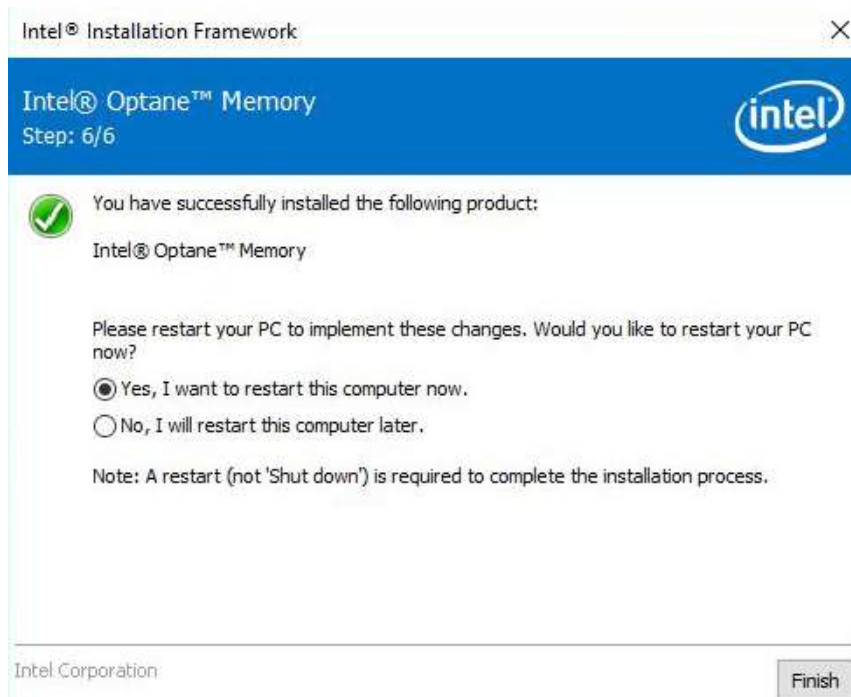 Intel® Installation Framework
Intel® Optane™ Memory
Step: 6/6
intel
You have successfully installed the following product:
Intel® Optane™ Memory
Please restart your PC to implement these changes. Would you like to restart your PC
now?
Yes, I want to restart this computer now.
No, I will restart this computer later.
Note: A restart (not 'Shut down') is required to complete the installation process.
Intel Corporation
Finish